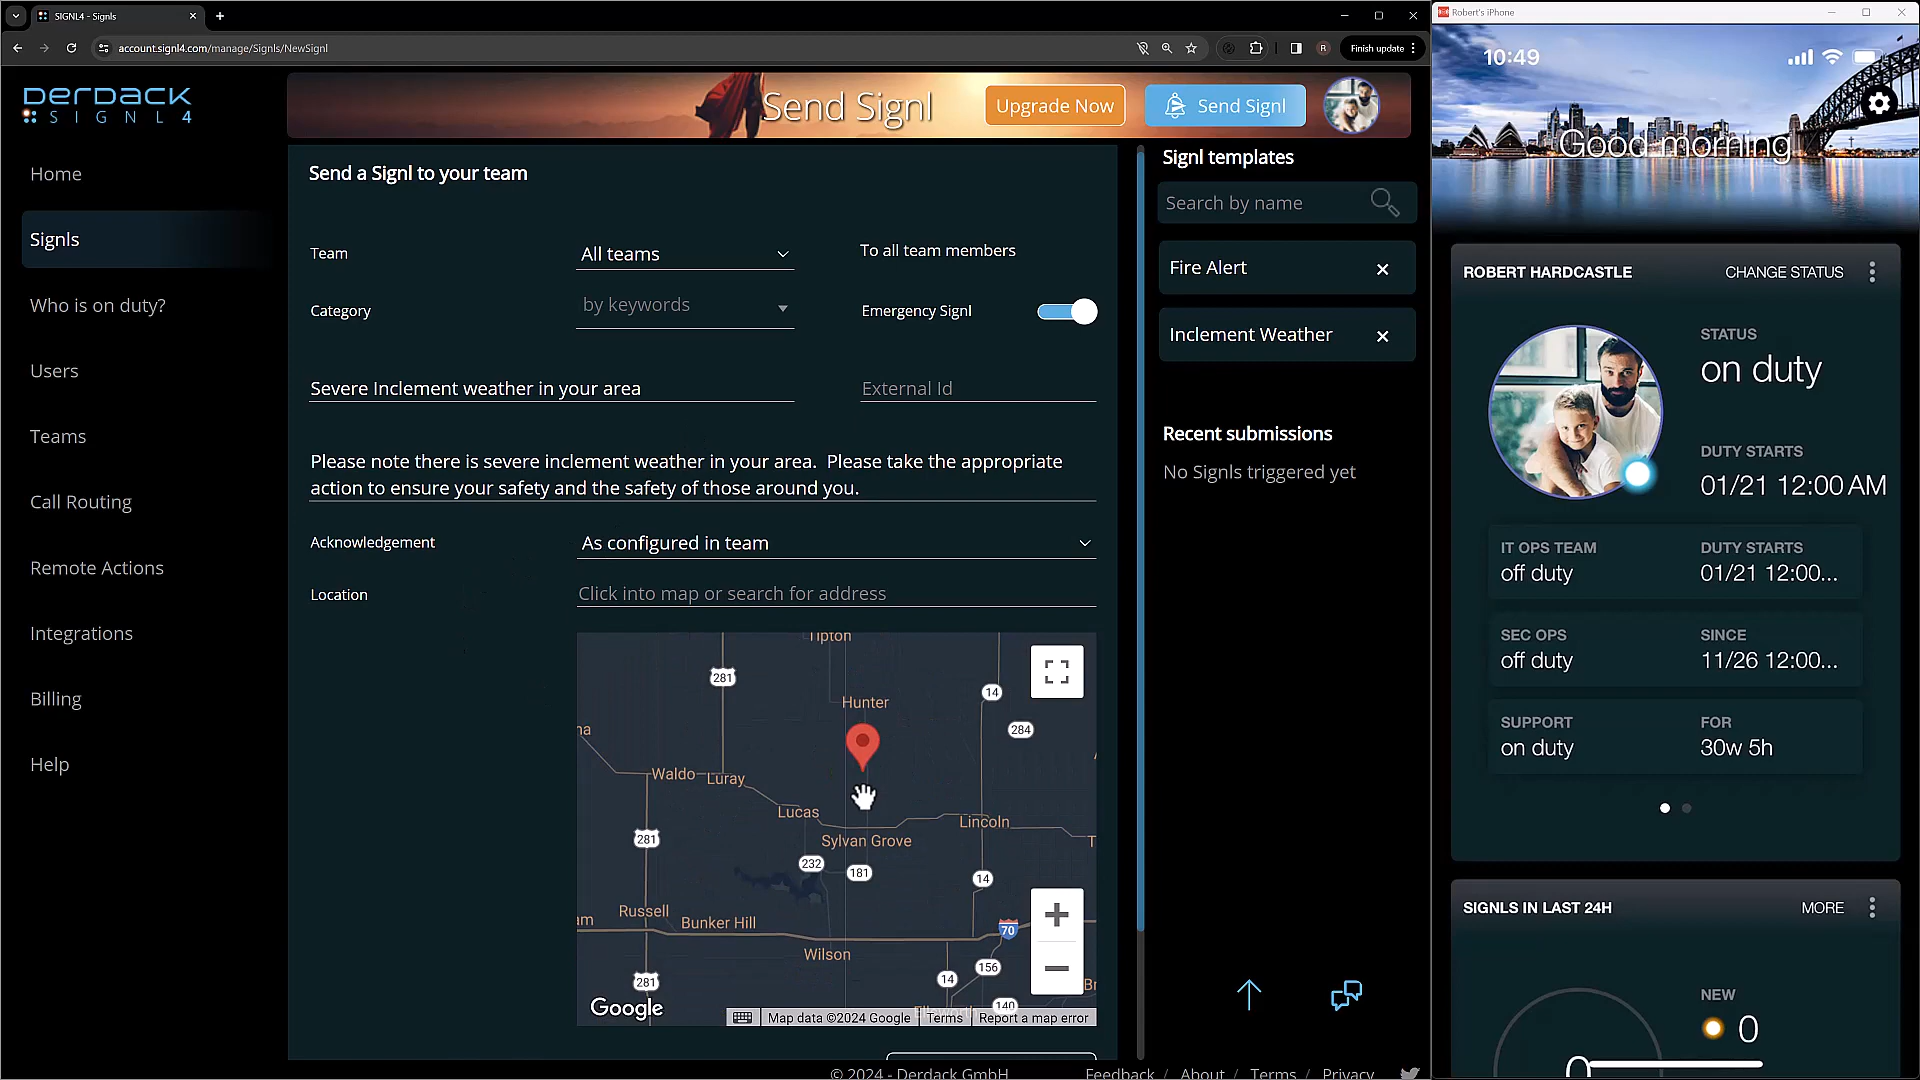 SIGNL4 - Signls
account.signl4.com/manage/Signls/NewSignl
R
Finish update
Robert's iPhone
DERDACK
SIGNL4
Home
Signls
Who is on duty?
Users
Teams
Call Routing
Remote Actions
Integrations
Billing
Help
Send Signl
Upgrade Now
Send Signl
Send a Signl to your team
Team
All teams
To all team members
Category
by keywords
Emergency Signl
Severe Inclement weather in your area
External Id
Please note there is severe inclement weather in your area. Please take the appropriate
action to ensure your safety and the safety of those around you.
Acknowledgement
As configured in team
Location
Click into map or search for address
Tipton
281
Hunter
14
284
na
Waldo
Luray
Lucas
Lincoln
281
Sylvan Grove
T
232
181
14
Russell
Bunker Hill
am
70
Wilson
156
14
281
Br
140
Google
Map data ©2024 Google
Terms
Report a map error
Signl templates
Search by name
Fire Alert
Inclement Weather
Recent submissions
No Signls triggered yet
© 2024 - Derdack GmbH
Feedback / About / Terms / Privacy
10:49
Good morning
ROBERT HARDCASTLE
CHANGE STATUS
STATUS
on duty
DUTY STARTS
01/21 12:00 AM
IT OPS TEAM
off duty
DUTY STARTS
01/21 12:00...
SEC OPS
off duty
SINCE
11/26 12:00...
SUPPORT
on duty
FOR
30w 5h
SIGNLS IN LAST 24H
MORE
NEW
0
0